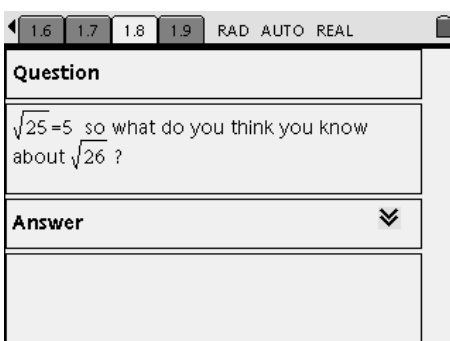 1.6 1.7 1.8 1.9 RAD AUTO REAL
Question
√25=5 so what do you think you know
about √26 ?
Answer